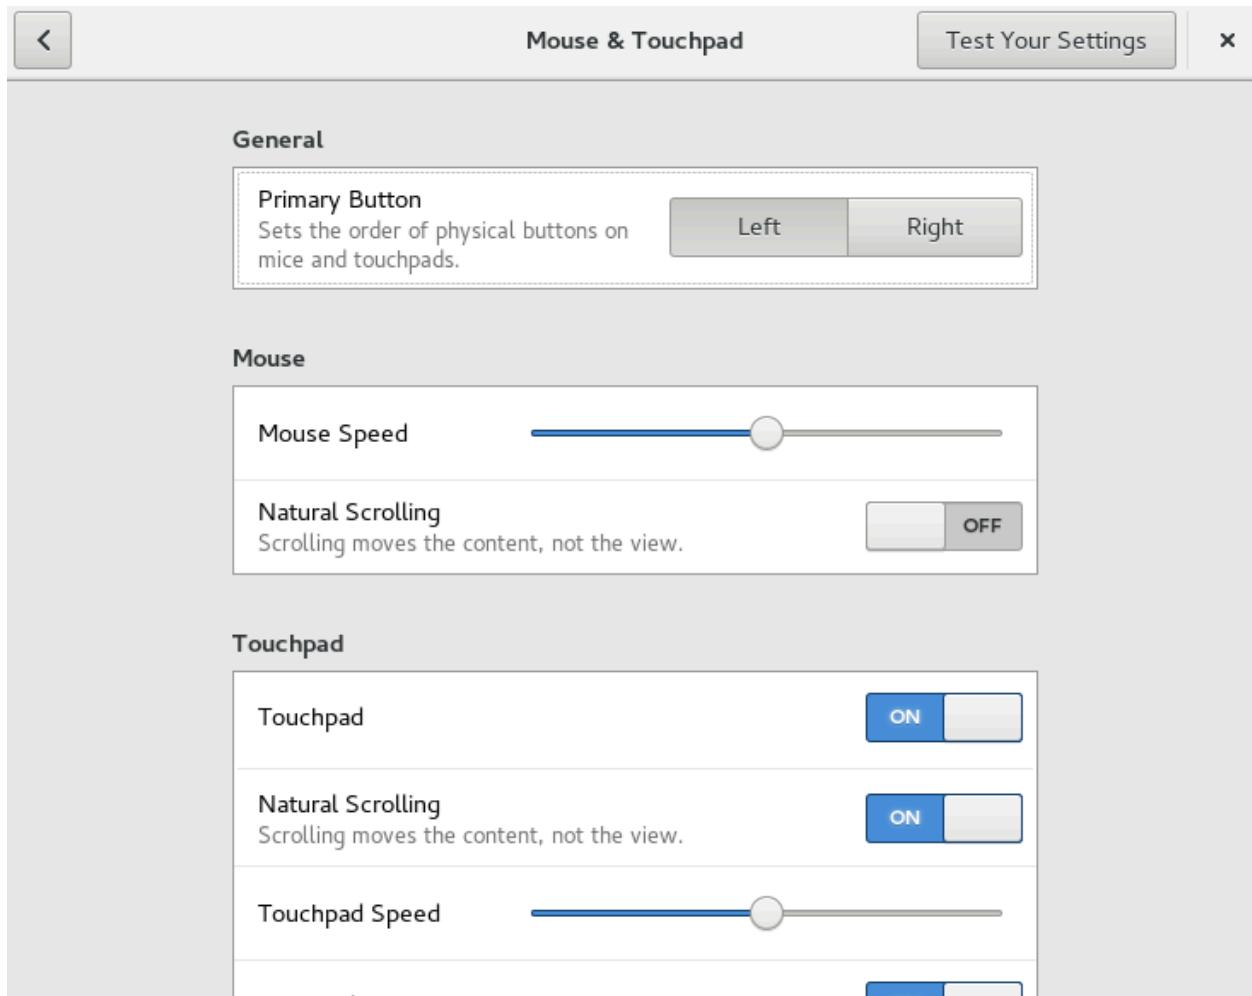 Mouse & Touchpad
Test Your Settings
General
Primary Button
Sets the order of physical buttons on
mice and touchpads.
Left
Right
Mouse
Mouse Speed
Natural Scrolling
Scrolling moves the content, not the view.
OFF
Touchpad
Touchpad
ON
Natural Scrolling
Scrolling moves the content, not the view.
ON
Touchpad Speed